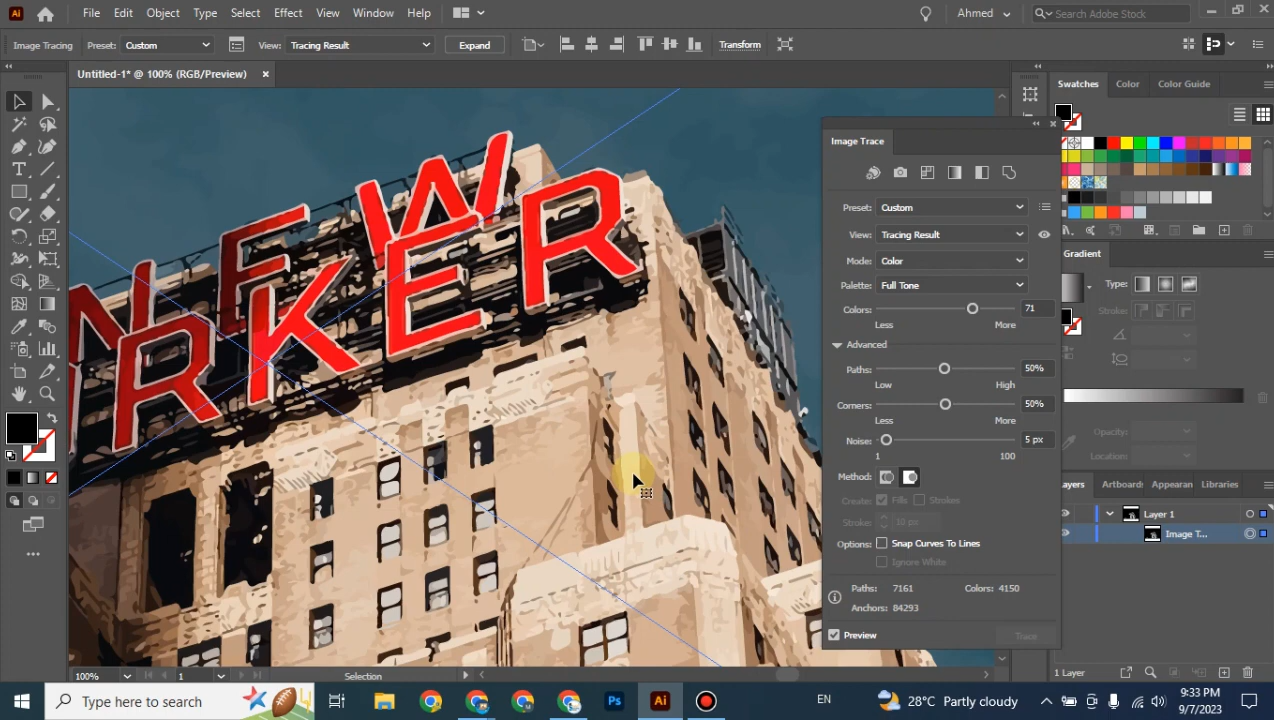 Ai
File
Edit
Object
Type
Select
Effect
View
Window
Help
Ahmed
Search Adobe Stock
Image Tracing
Preset:
Custom
View:
Tracing Result
Expand
Transform
Untitled-1* @ 100% (RGB/Preview)
NEW
RKER
Image Trace
Preset:
Custom
View:
Tracing Result
Mode:
Color
Palette:
Full Tone
Colors:
71
Less
More
Advanced
Paths:
50%
Low
High
Corners:
50%
Less
More
Noise:
5 px
1
100
Method:
Create:
Fills
Strokes
Stroke:
10 px
Options:
Snap Curves To Lines
Ignore White
Paths: 7161
Colors: 4150
Anchors: 84293
Preview
Trace
Swatches
Color
Color Guide
Gradient
Type:
Stroke:
Opacity:
Location:
Layers
Artboards
Appearan
Libraries
Layer 1
Image T...
1 Layer
100%
1
Selection
Type here to search
Ps
Ai
EN
28°C Partly cloudy
9:33 PM
9/7/2023